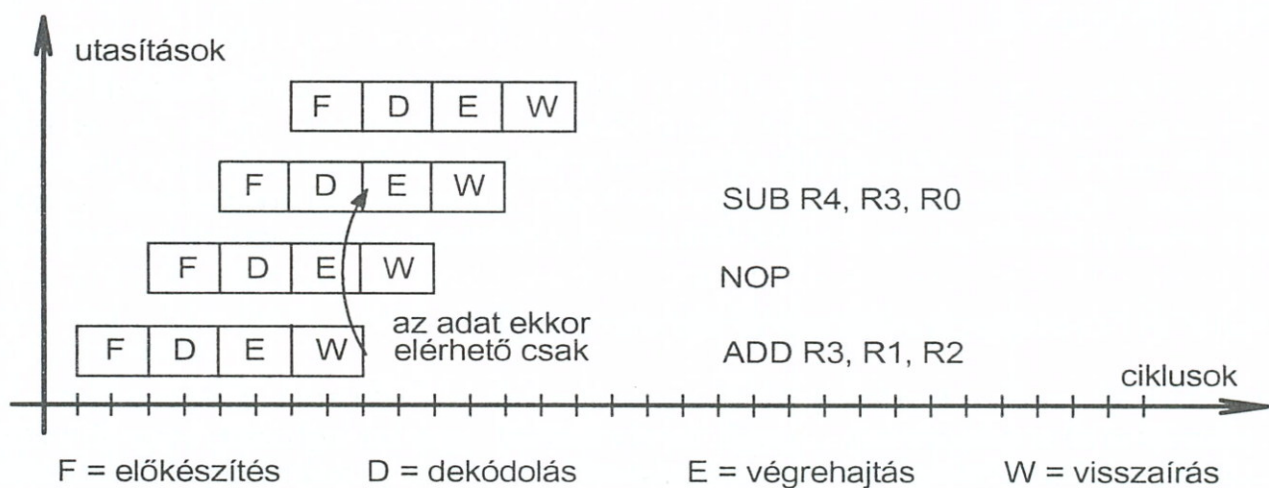 utasítások
F D E W
F D E W
SUB R4, R3, R0
F D E W
NOP
az adat ekkor
elérhető csak
F D E W
ADD R3, R1, R2
ciklusok
F = előkészítés D = dekódolás E = végrehajtás W = visszaírás